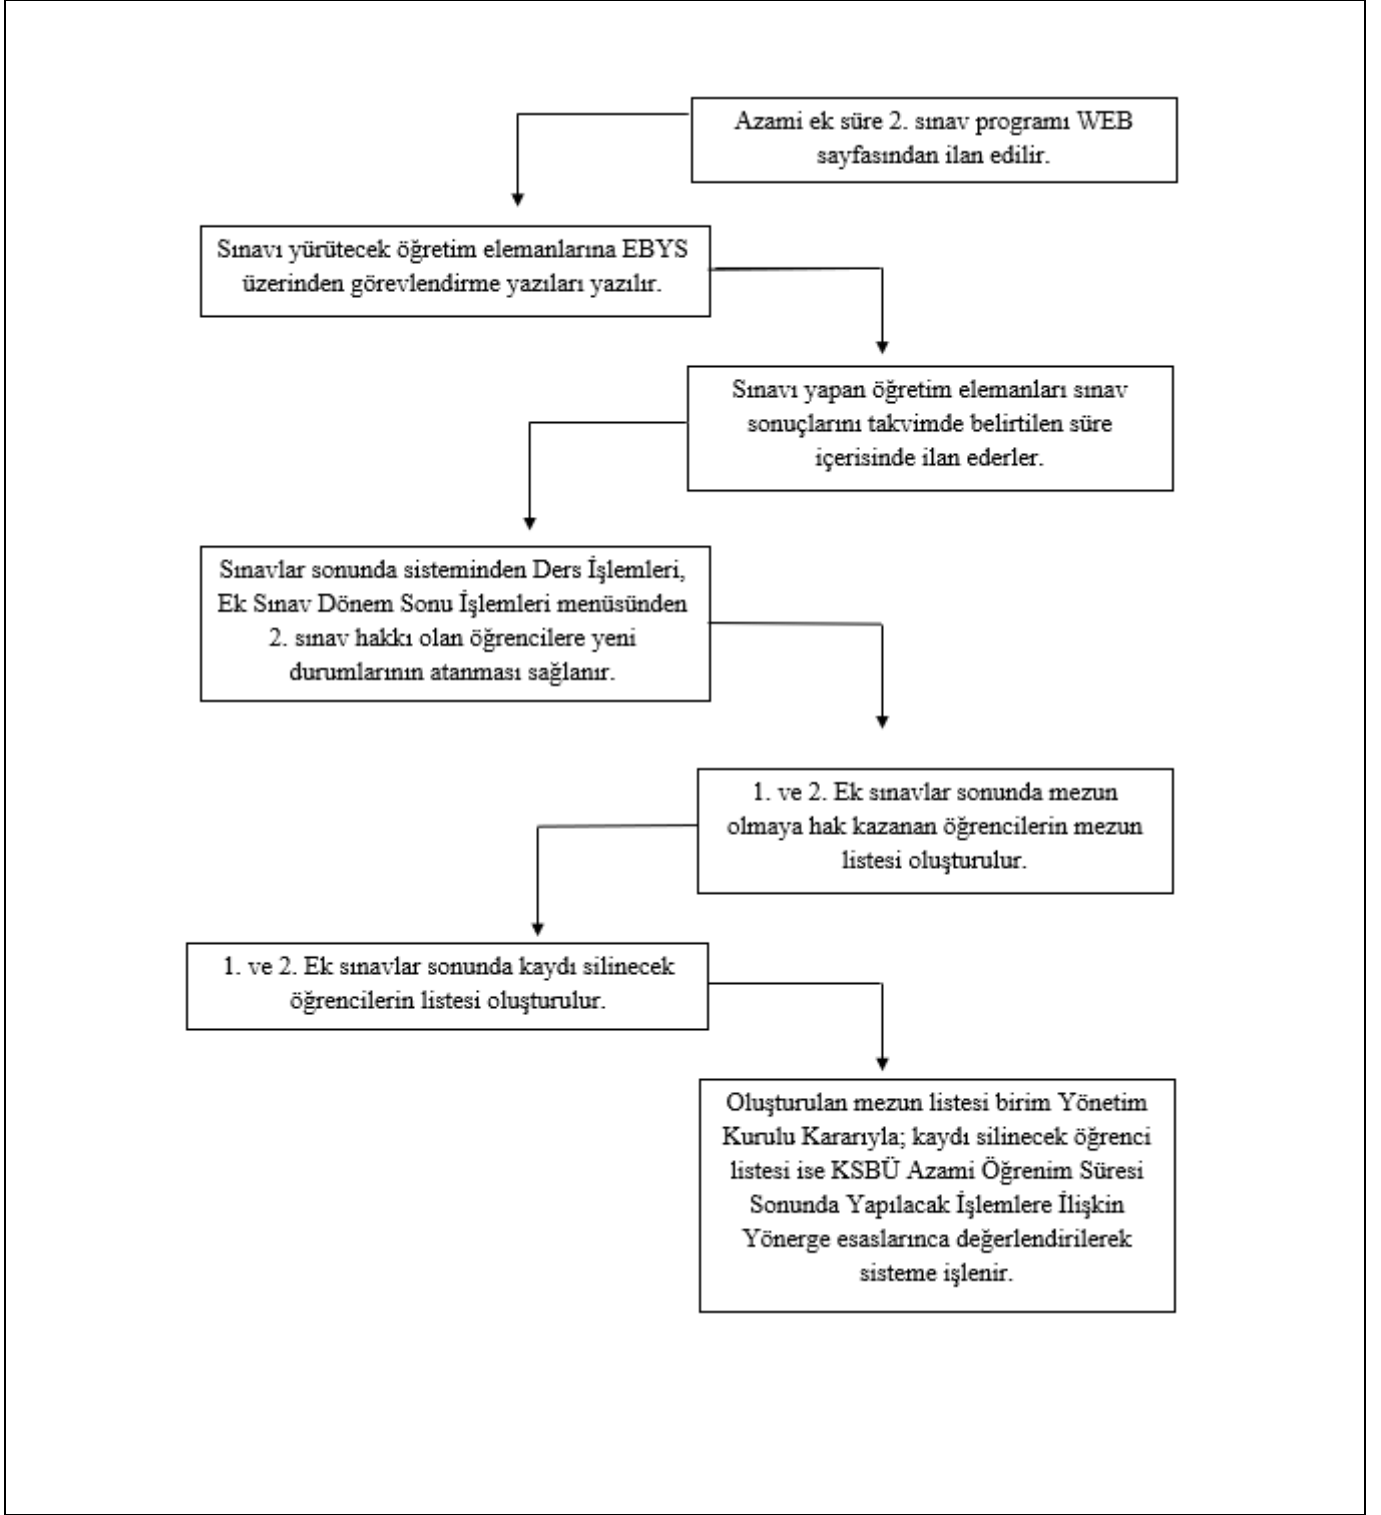 Azami ek süre 2. sınav programı WEB
sayfasından ilan edilir.
Sınavı yürütecek öğretim elemanlarına EBYS
üzerinden görevlendirme yazıları yazılır.
Sınavı yapan öğretim elemanları sınav
sonuçlarını takvimde belirtilen süre
içerisinde ilan ederler.
Sınavlar sonunda sisteminden Ders İşlemleri,
Ek Sınav Dönem Sonu İşlemleri menüsünden
2. sınav hakkı olan öğrencilere yeni
durumlarının atanması sağlanır.
1. ve 2. Ek sınavlar sonunda mezun
olmaya hak kazanan öğrencilerin mezun
listesi oluşturulur.
1. ve 2. Ek sınavlar sonunda kaydı silinecek
öğrencilerin listesi oluşturulur.
Oluşturulan mezun listesi birim Yönetim
Kurulu Kararıyla; kaydı silinecek öğrenci
listesi ise KSBÜ Azami Öğrenim Süresi
Sonunda Yapılacak İşlemlere İlişkin
Yönerge esaslarınca değerlendirilerek
sisteme işlenir.